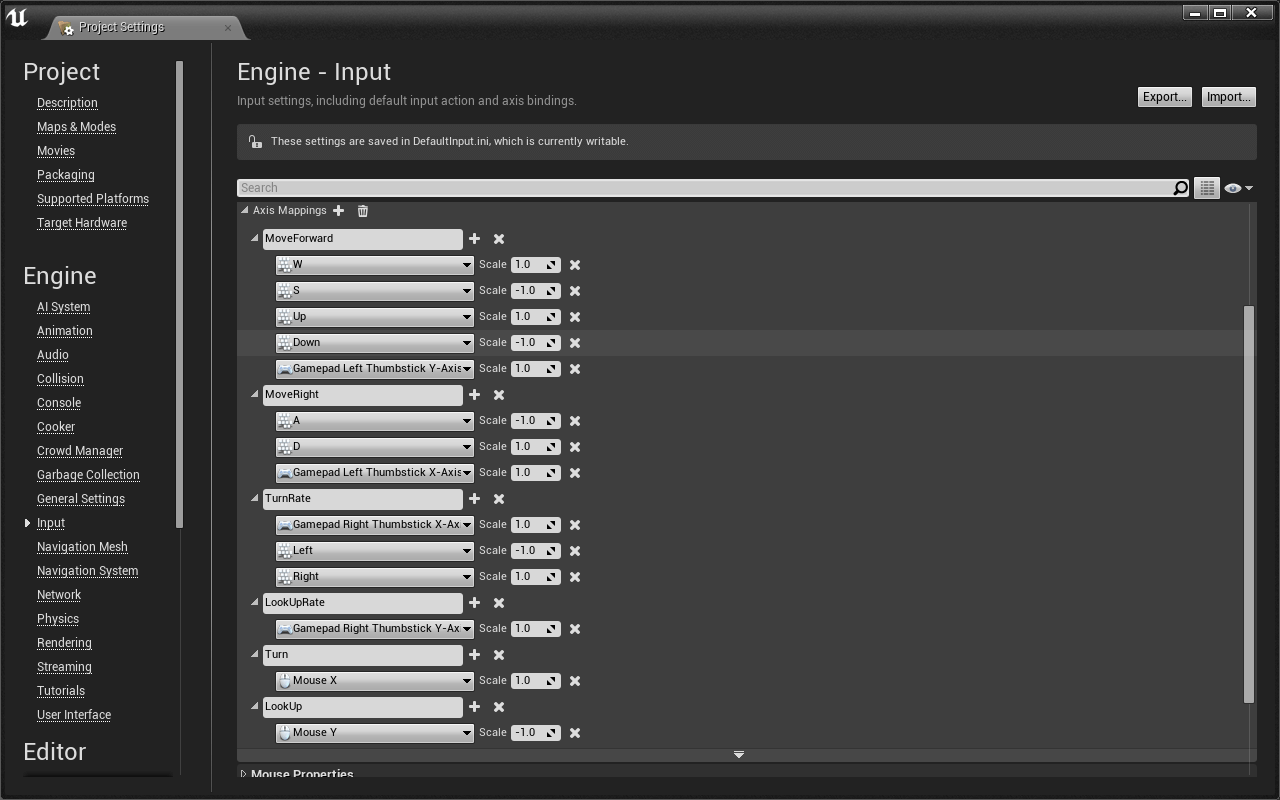 Project Settings
Project
Description
Maps & Modes
Movies
Packaging
Supported Platforms
Target Hardware
Engine
AI System
Animation
Audio
Collision
Console
Cooker
Crowd Manager
Garbage Collection
General Settings
Input
Navigation Mesh
Navigation System
Network
Physics
Rendering
Streaming
Tutorials
User Interface
Editor
Engine - Input
Input settings, including default input action and axis bindings.
Export... Import...
These settings are saved in DefaultInput.ini, which is currently writable.
Search
Axis Mappings
MoveForward
W Scale 1.0
S Scale -1.0
Up Scale 1.0
Down Scale -1.0
Gamepad Left Thumbstick Y-Axis Scale 1.0
MoveRight
A Scale -1.0
D Scale 1.0
Gamepad Left Thumbstick X-Axis Scale 1.0
TurnRate
Gamepad Right Thumbstick X-Ax Scale 1.0
Left Scale -1.0
Right Scale 1.0
LookUpRate
Gamepad Right Thumbstick Y-Ax Scale 1.0
Turn
Mouse X Scale 1.0
LookUp
Mouse Y Scale -1.0
Mouse Properties